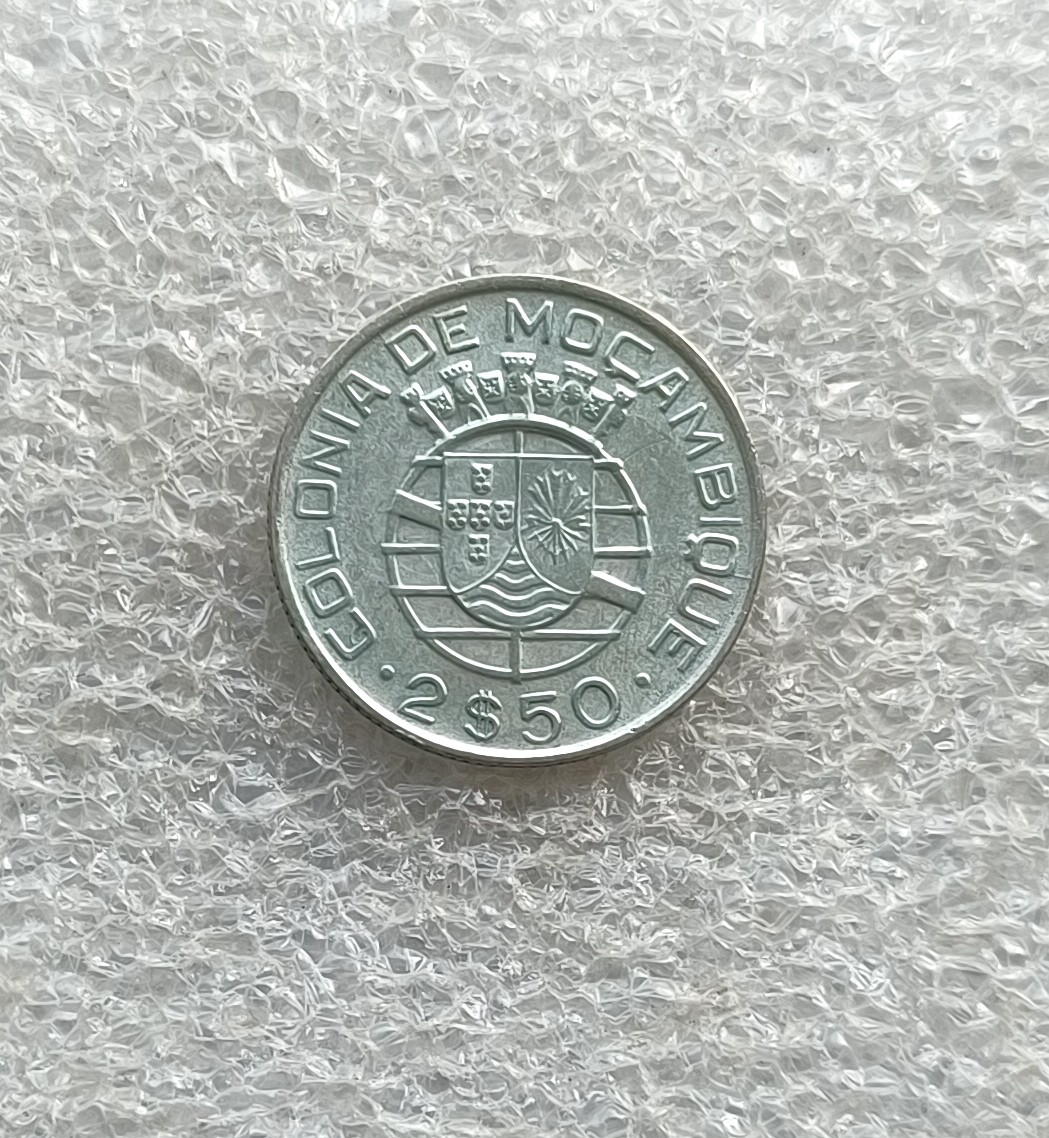 COLONIA DE MOÇAMBIQUE
· 2$50 ·